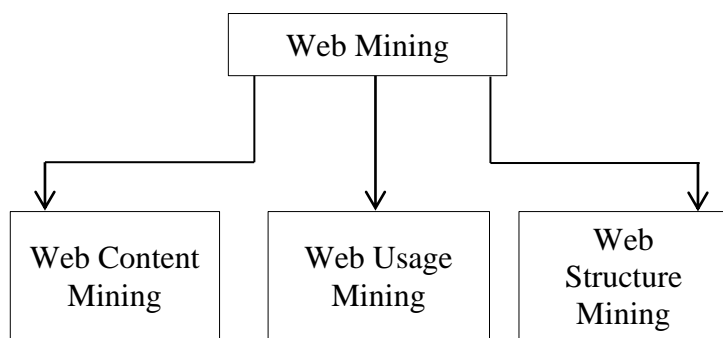 Web Mining
Web Content
Mining
Web Usage
Mining
Web
Structure
Mining